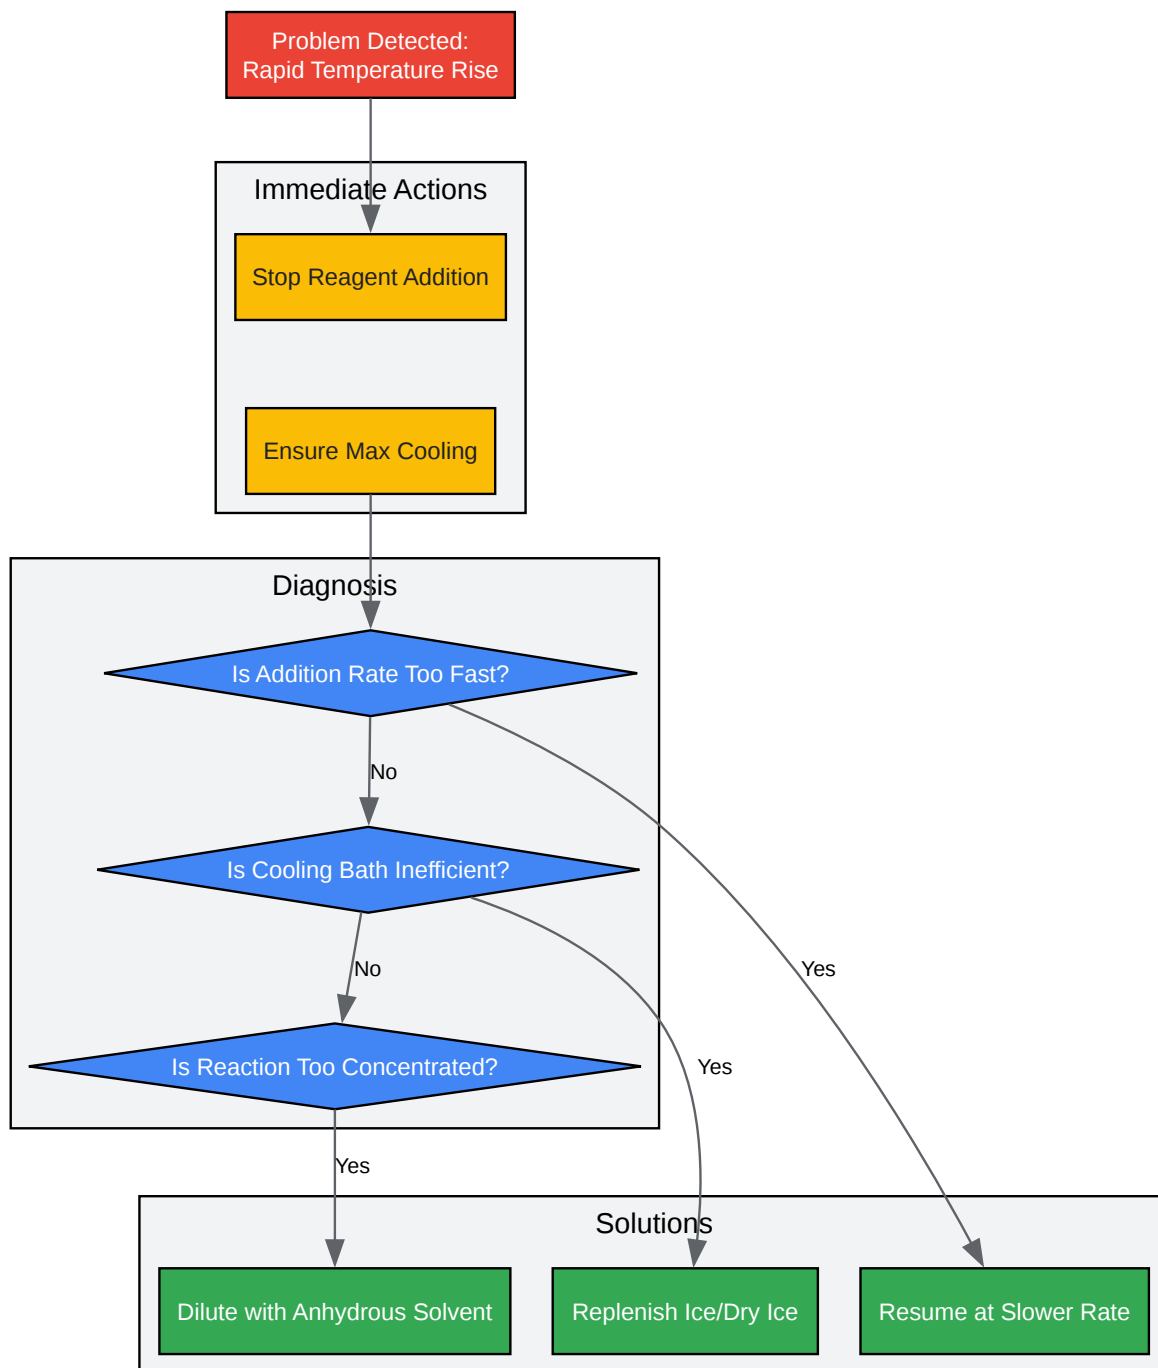 Problem Detected:
Rapid Temperature Rise
Immediate Actions
Stop Reagent Addition
Ensure Max Cooling
Diagnosis
Is Addition Rate Too Fast?
No
Is Cooling Bath Inefficient?
No
Yes
Is Reaction Too Concentrated?
Yes
Yes
Solutions
Dilute with Anhydrous Solvent
Replenish Ice/Dry Ice
Resume at Slower Rate